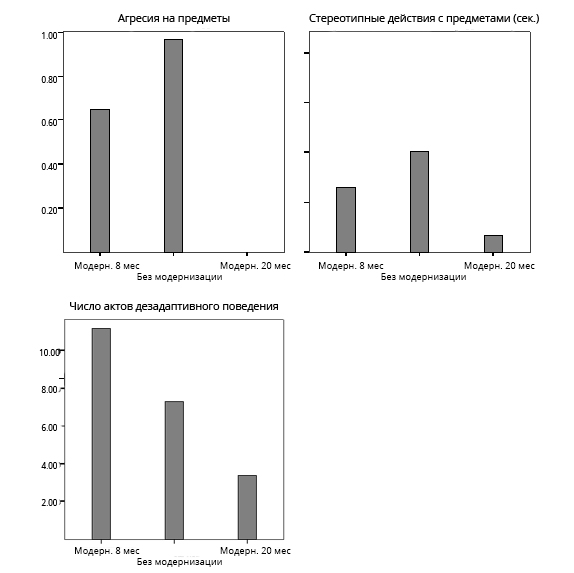 Агресия на предметы
1.00
0.80
0.60
0.40
0.20
Модерн. 8 мес
Модерн. 20 мес
Без модернизации
Стереотипные действия с предметами (сек.)
Модерн. 8 мес
Модерн. 20 мес
Без модернизации
Число актов дезадаптивного поведения
10.00
8.00
6.00
4.00
2.00
Модерн. 8 мес
Модерн. 20 мес
Без модернизации